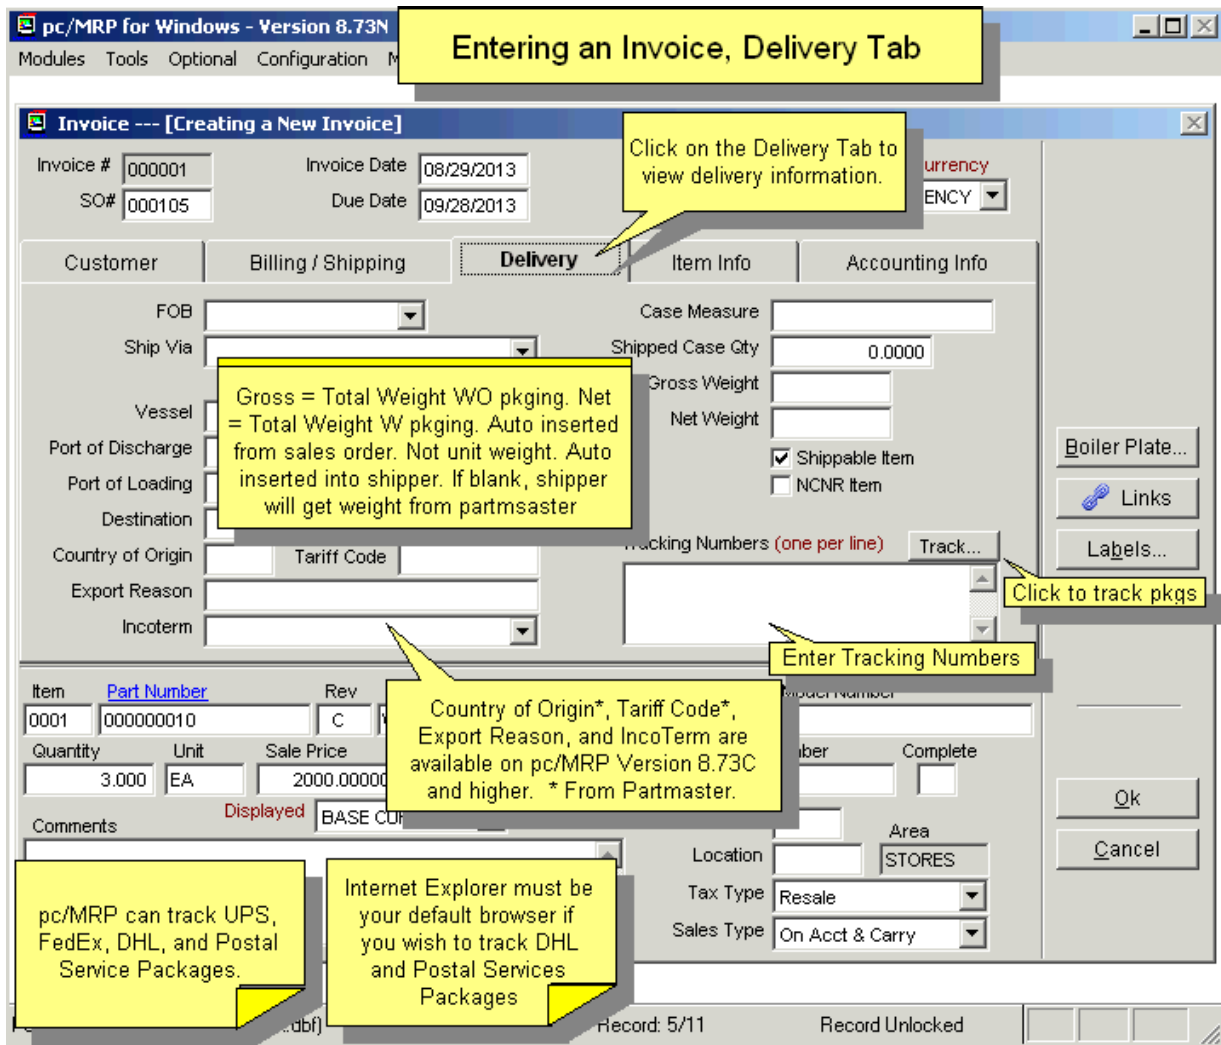 pc/MRP for Windows - Version 8.73N
Entering an Invoice, Delivery Tab
Modules Tools Optional Configuration
Invoice --- [Creating a New Invoice]
Click on the Delivery Tab to
view delivery information.
Invoice # 000001 Invoice Date 08/29/2013
SO# 000105 Due Date 09/28/2013
Customer Billing / Shipping Delivery Item Info Accounting Info
FOB Case Measure
Ship Via Shipped Case Qty 0.0000
Gross Weight
Vessel Net Weight
Port of Discharge Shippable Item
Port of Loading NCNR Item
Destination
Country of Origin Tariff Code
Export Reason
Incoterm
Gross = Total Weight WO pkging. Net
= Total Weight W pkging. Auto inserted
from sales order. Not unit weight. Auto
inserted into shipper. If blank, shipper
will get weight from partmsaster
Tracking Numbers (one per line) Track...
Click to track pkgs
Enter Tracking Numbers
Boiler Plate...
Links
Labels...
Item Part Number Rev Model Number
0001 000000010 C
Quantity Unit Sale Price Complete
3.000 EA 2000.00000
Country of Origin*, Tariff Code*,
Export Reason, and IncoTerm are
available on pc/MRP Version 8.73C
and higher. * From Partmaster.
Displayed BASE
Comments
Area
Location STORES
Tax Type Resale
Sales Type On Acct & Carry
Ok
Cancel
pc/MRP can track UPS,
FedEx, DHL, and Postal
Service Packages.
Internet Explorer must be
your default browser if
you wish to track DHL
and Postal Services
Packages
Record: 5/11 Record Unlocked